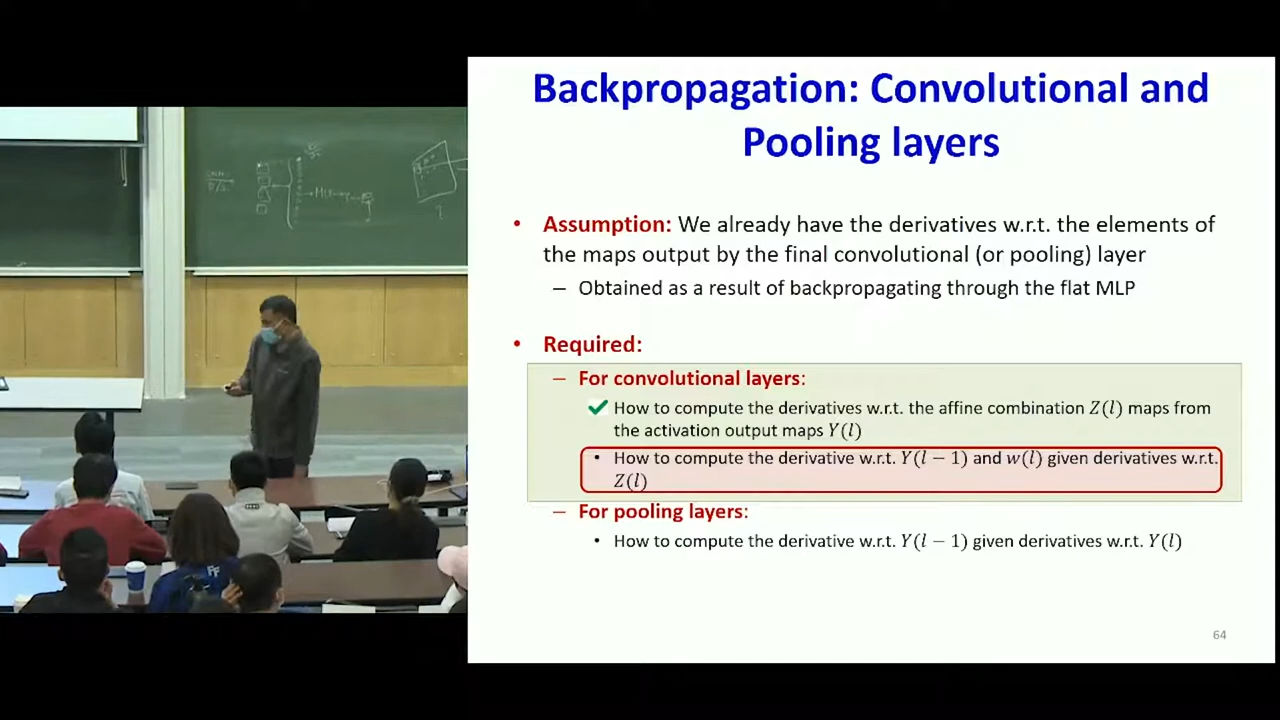 Backpropagation: Convolutional and
Pooling layers
• Assumption: We already have the derivatives w.r.t. the elements of
the maps output by the final convolutional (or pooling) layer
– Obtained as a result of backpropagating through the flat MLP
• Required:
– For convolutional layers:
✓ How to compute the derivatives w.r.t. the affine combination Z(l) maps from
the activation output maps Y(l)
• How to compute the derivative w.r.t. Y(l − 1) and w(l) given derivatives w.r.t.
Z(l)
– For pooling layers:
• How to compute the derivative w.r.t. Y(l − 1) given derivatives w.r.t. Y(l)
64